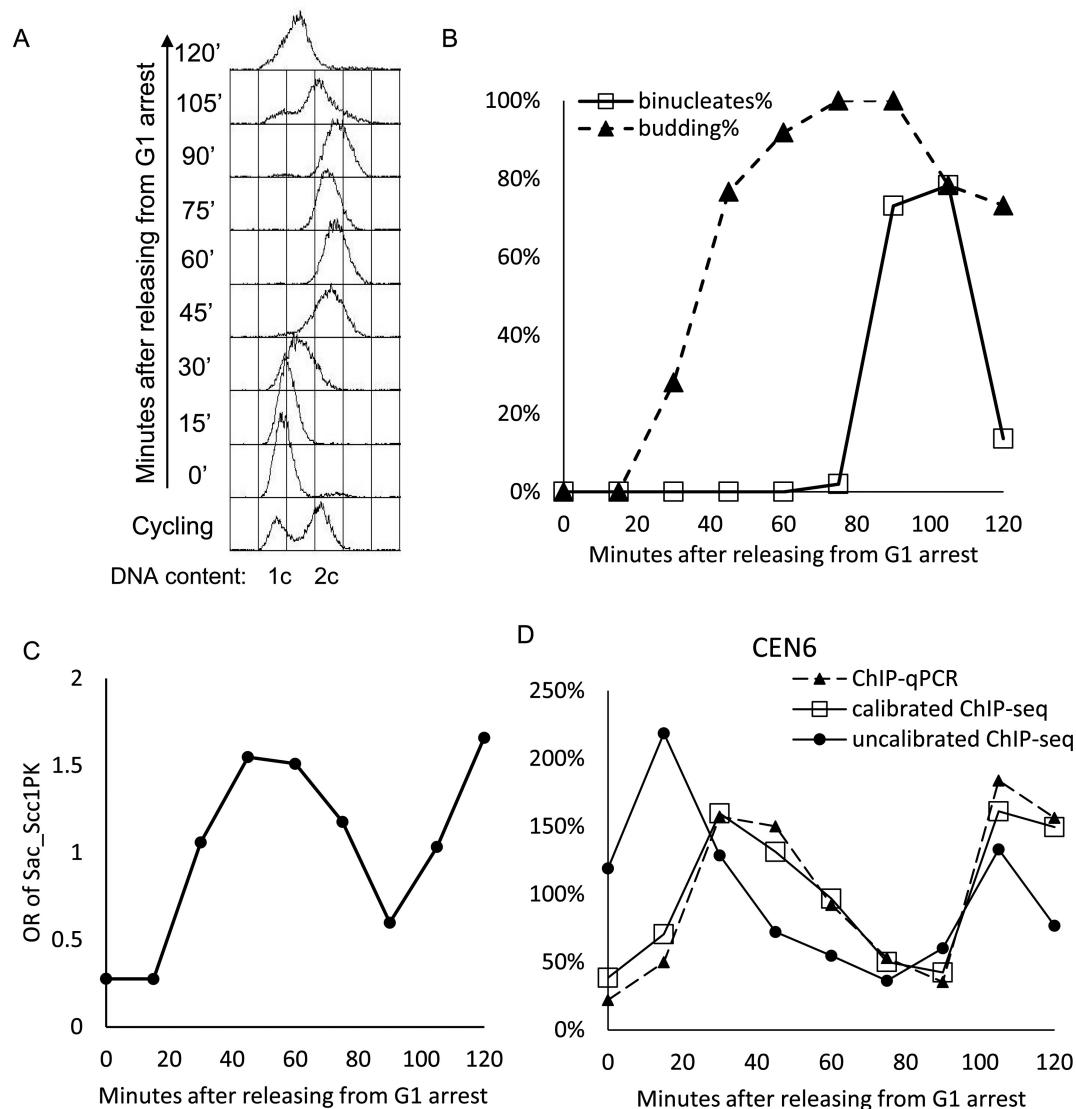 A
Minutes after releasing from G1 arrest
120’
105’
90’
75’
60’
45’
30’
15’
0’
Cycling
DNA content: 1c 2c
B
binucleates%
budding%
100%
80%
60%
40%
20%
0%
0 20 40 60 80 100 120
Minutes after releasing from G1 arrest
C
OR of Sac_Scc1PK
2
1.5
1
0.5
0
0 20 40 60 80 100 120
Minutes after releasing from G1 arrest
D
CEN6
ChIP-qPCR
calibrated ChIP-seq
uncalibrated ChIP-seq
250%
200%
150%
100%
50%
0%
0 20 40 60 80 100 120
Minutes after releasing from G1 arrest